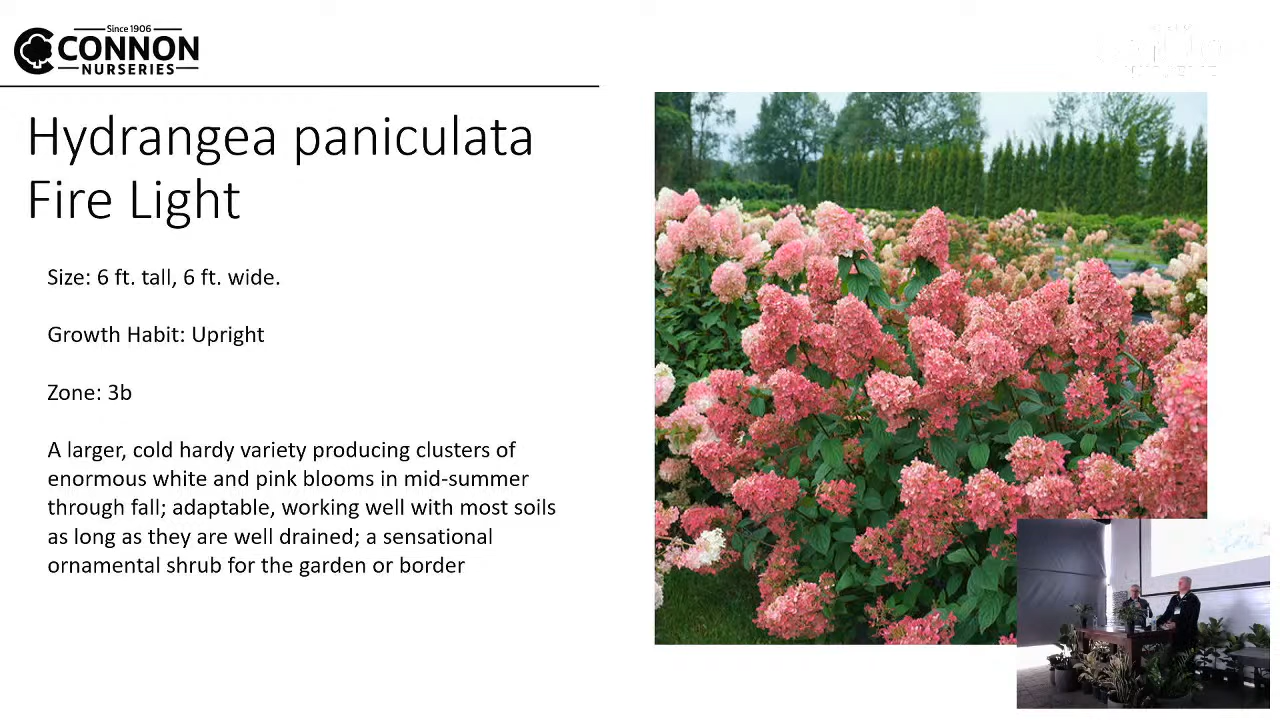 Since 1906
CONNON
NURSERIES
Hydrangea paniculata
Fire Light
Size: 6 ft. tall, 6 ft. wide.
Growth Habit: Upright
Zone: 3b
A larger, cold hardy variety producing clusters of
enormous white and pink blooms in mid-summer
through fall; adaptable, working well with most soils
as long as they are well drained; a sensational
ornamental shrub for the garden or border